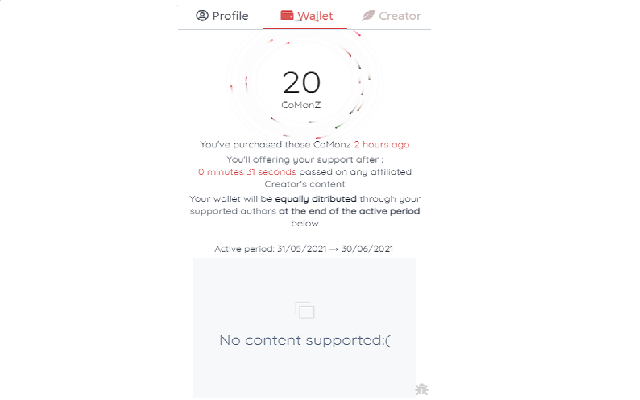 Profile
Wallet
Creator
20
CoMonZ
You've purchased those CoMonz 2 hours ago
You'll offering your support after :
0 minutes 31 seconds passed on any affiliated
Creator's content
Your wallet will be equally ditributed through your
supported authors at the end of the active period
below
Active period: 31/05/2021 → 30/06/2021
No content supported:(